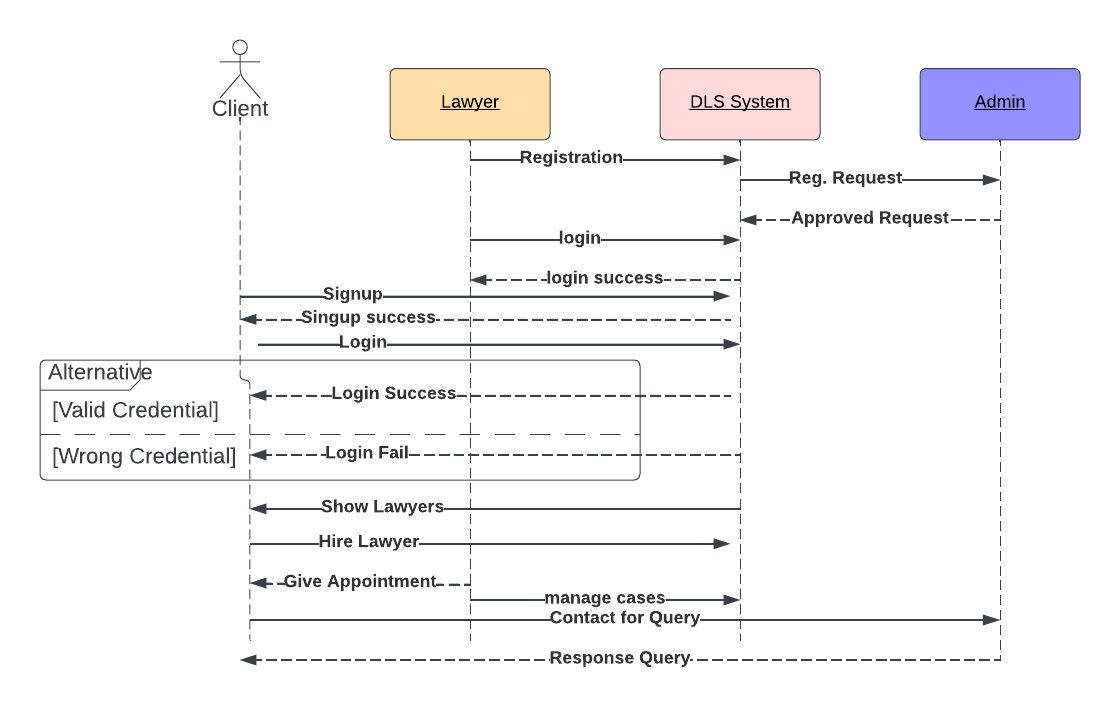 Client
Lawyer
DLS System
Admin
Registration
Reg. Request
Approved Request
login
login success
Signup
Singup success
Login
Alternative
Login Success
[Valid Credential]
Login Fail
[Wrong Credential]
Show Lawyers
Hire Lawyer
Give Appointment
manage cases
Contact for Query
Response Query